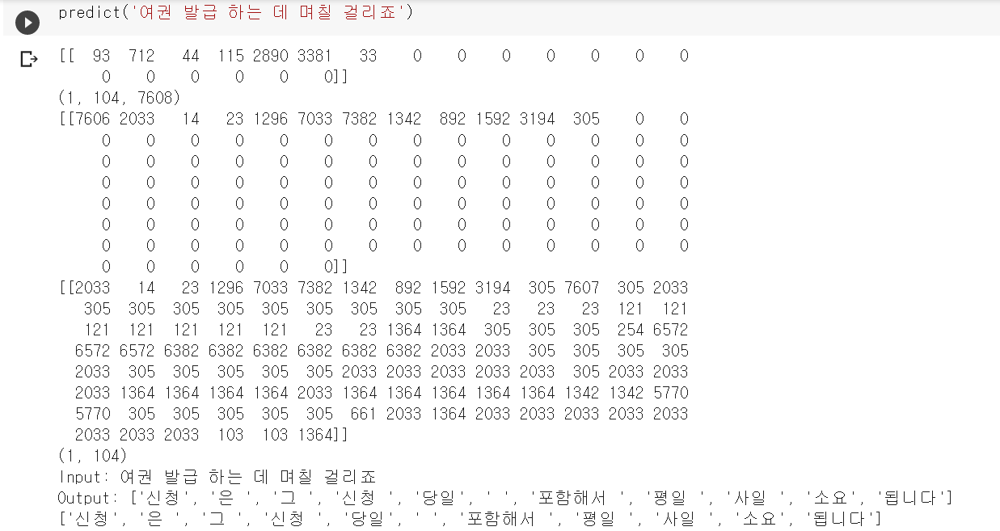 predict('여권 발급 하는 데 며칠 걸리죠')
[[ 93 712 44 115 2890 3381 33 0 0 0 0 0 0 0
0 0 0 0 0 0]]
(1, 104, 7608)
[[7606 2033 14 23 1296 7033 7382 1342 892 1592 3194 305 0 0
0 0 0 0 0 0 0 0 0 0 0 0 0 0
0 0 0 0 0 0 0 0 0 0 0 0 0 0
0 0 0 0 0 0 0 0 0 0 0 0 0 0
0 0 0 0 0 0 0 0 0 0 0 0 0 0
0 0 0 0 0 0 0 0 0 0 0 0 0 0
0 0 0 0 0 0 0 0 0 0 0 0 0 0
0 0 0 0 0 0]]
[[2033 14 23 1296 7033 7382 1342 892 1592 3194 305 7607 305 2033
305 305 305 305 305 305 305 305 305 23 23 23 121 121
121 121 121 121 121 23 23 1364 1364 305 305 305 254 6572
6572 6572 6382 6382 6382 6382 6382 6382 2033 2033 305 305 305 305
2033 305 305 305 305 305 2033 2033 2033 2033 2033 305 2033 2033
2033 1364 1364 1364 1364 2033 1364 1364 1364 1364 1364 1342 1342 5770
5770 305 305 305 305 305 661 2033 1364 2033 2033 2033 2033 2033
2033 2033 2033 103 103 1364]]
(1, 104)
Input: 여권 발급 하는 데 며칠 걸리죠
Output: ['신청', '은 ', '그 ', '신청 ', '당일', ' ', '포함해서 ', '평일 ', '사일 ', '소요', '됩니다']
['신청', '은 ', '그 ', '신청 ', '당일', ' ', '포함해서 ', '평일 ', '사일 ', '소요', '됩니다']